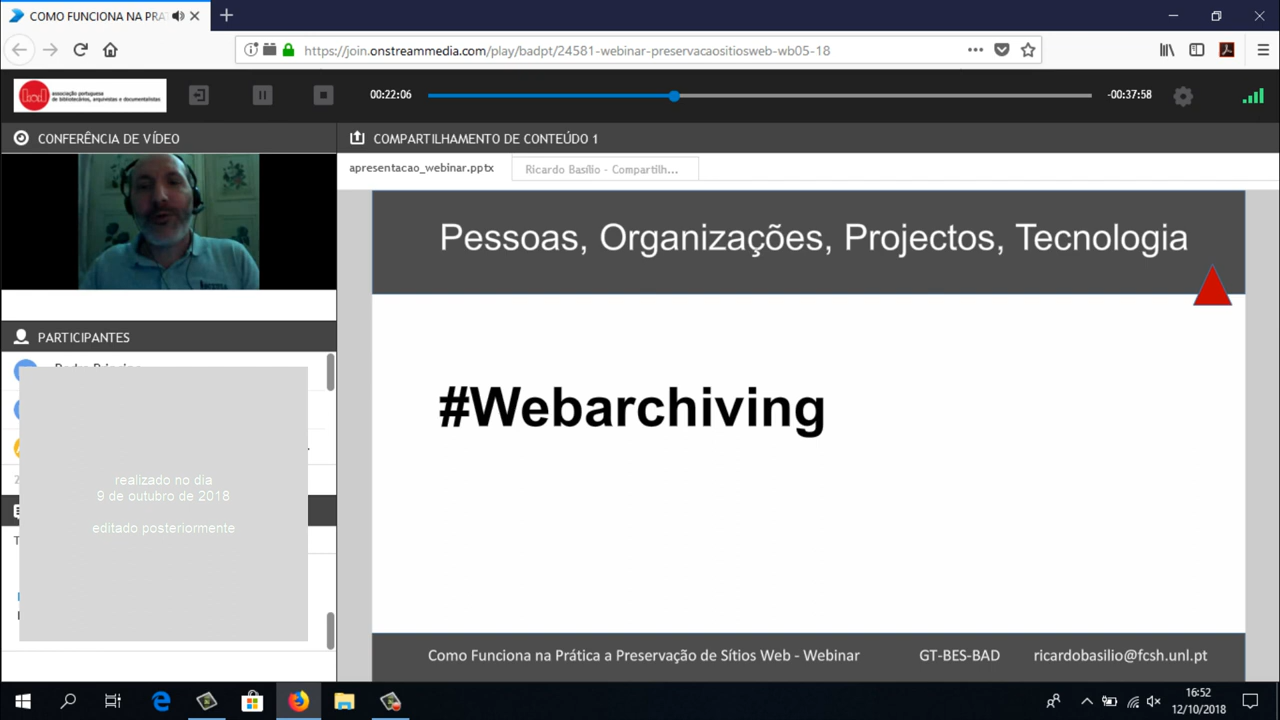 COMO FUNCIONA NA PRÁ
https://join.onstreammedia.com/play/badpt/24581-webinar-preservacaositiosweb-wb05-18
associação portuguesa
de bibliotecários, arquivistas e documentalistas
00:22:06
-00:37:58
CONFERÊNCIA DE VÍDEO
COMPARTILHAMENTO DE CONTEÚDO 1
apresentacao_webinar.pptx
Ricardo Basílio - Compartilh...
Pessoas, Organizações, Projectos, Tecnologia
#Webarchiving
PARTICIPANTES
realizado no dia
9 de outubro de 2018
editado posteriormente
Como Funciona na Prática a Preservação de Sítios Web - Webinar
GT-BES-BAD
ricardobasilio@fcsh.unl.pt
16:52
12/10/2018